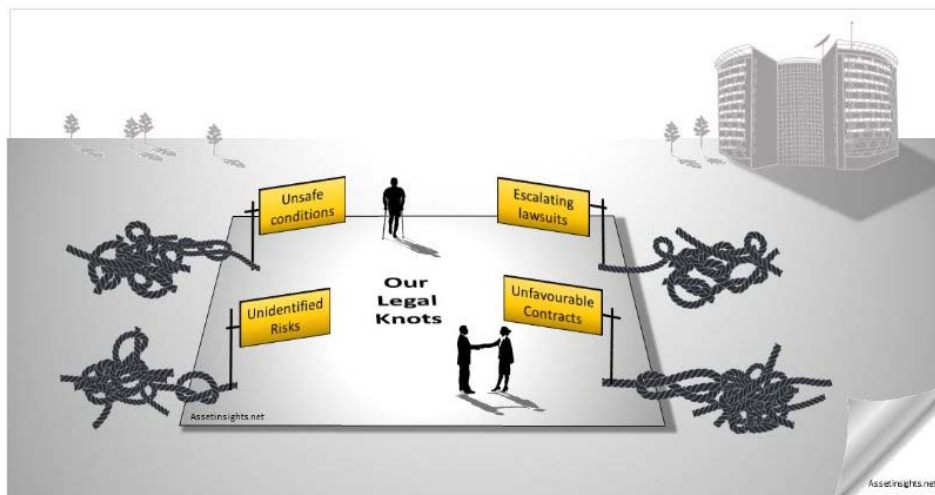 Unsafe
conditions
Escalating
lawsuits
Our
Legal
Knots
Unidentified
Risks
Unfavourable
Contracts
Assetinsights.net
Assetinsights.net